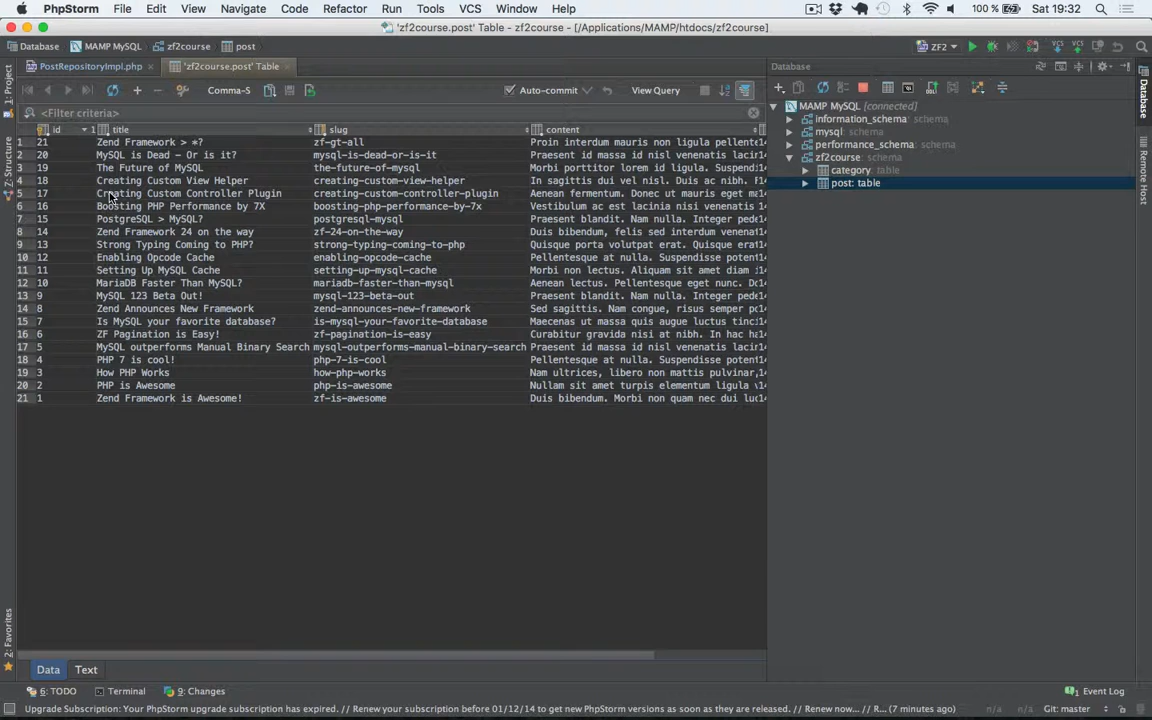 PhpStorm File Edit View Navigate Code Refactor Run Tools VCS Window Help 100 % Sat 19:32
'zf2course.post' Table - zf2course - [/Applications/MAMP/htdocs/zf2course]
Database MAMP MySQL zf2course post ZF2
PostRepositoryImpl.php 'zf2course.post' Table Database
Comma-S Auto-commit View Query
<Filter criteria>
id 1 title slug content
1 21 Zend Framework > *? zf-gt-all Proin interdum mauris non ligula pellent
2 20 MySQL is Dead - Or is it? mysql-is-dead-or-is-it Praesent id massa id nisl venenatis laci
3 19 The Future of MySQL the-future-of-mysql Morbi porttitor lorem id ligula. Suspend
4 18 Creating Custom View Helper creating-custom-view-helper In sagittis dui vel nisl. Duis ac nibh.
5 17 Creating Custom Controller Plugin creating-custom-controller-plugin Aenean fermentum. Donec ut mauris eget
6 16 Boosting PHP Performance by 7X boosting-php-performance-by-7x Vestibulum ac est lacinia nisi venenatis
7 15 PostgreSQL > MySQL? postgresql-mysql Praesent blandit. Nam nulla. Integer ped
8 14 Zend Framework 24 on the way zf-24-on-the-way Duis bibendum, felis sed interdum venena
9 13 Strong Typing Coming to PHP? strong-typing-coming-to-php Quisque porta volutpat erat. Quisque era
10 12 Enabling Opcode Cache enabling-opcode-cache Pellentesque at nulla. Suspendisse poten
11 11 Setting Up MySQL Cache setting-up-mysql-cache Morbi non lectus. Aliquam sit amet diam
12 10 MariaDB Faster Than MySQL? mariadb-faster-than-mysql Aenean lectus. Pellentesque eget nunc. D
13 9 MySQL 123 Beta Out! mysql-123-beta-out Praesent blandit. Nam nulla. Integer ped
14 8 Zend Announces New Framework zend-announces-new-framework Sed sagittis. Nam congue, risus semper p
15 7 Is MySQL your favorite database? is-mysql-your-favorite-database Maecenas ut massa quis augue luctus tinc
16 6 ZF Pagination is Easy! zf-pagination-is-easy Curabitur gravida nisi at nibh. In hac h
17 5 MySQL outperforms Manual Binary Search mysql-outperforms-manual-binary-search Praesent id massa id nisl venenatis laci
18 4 PHP 7 is cool! php-7-is-cool Pellentesque at nulla. Suspendisse poten
19 3 How PHP Works how-php-works Nam ultrices, libero non mattis pulvinar,
20 2 PHP is Awesome php-is-awesome Nullam sit amet turpis elementum ligula
21 1 Zend Framework is Awesome! zf-is-awesome Duis bibendum. Morbi non quam nec dui lu
MAMP MySQL (connected)
information_schema schema
mysql schema
performance_schema schema
zf2course schema
category table
post: table
1: Project
7: Structure
2: Favorites
Database
Remote Host
Data Text
6: TODO Terminal 9: Changes 1 Event Log
Upgrade Subscription: Your PhpStorm upgrade subscription has expired. // Renew your subscription before 01/12/14 to get new PhpStorm versions as soon as they are released. // Renew now... // R... (7 minutes ago) n/a n/a Git: master